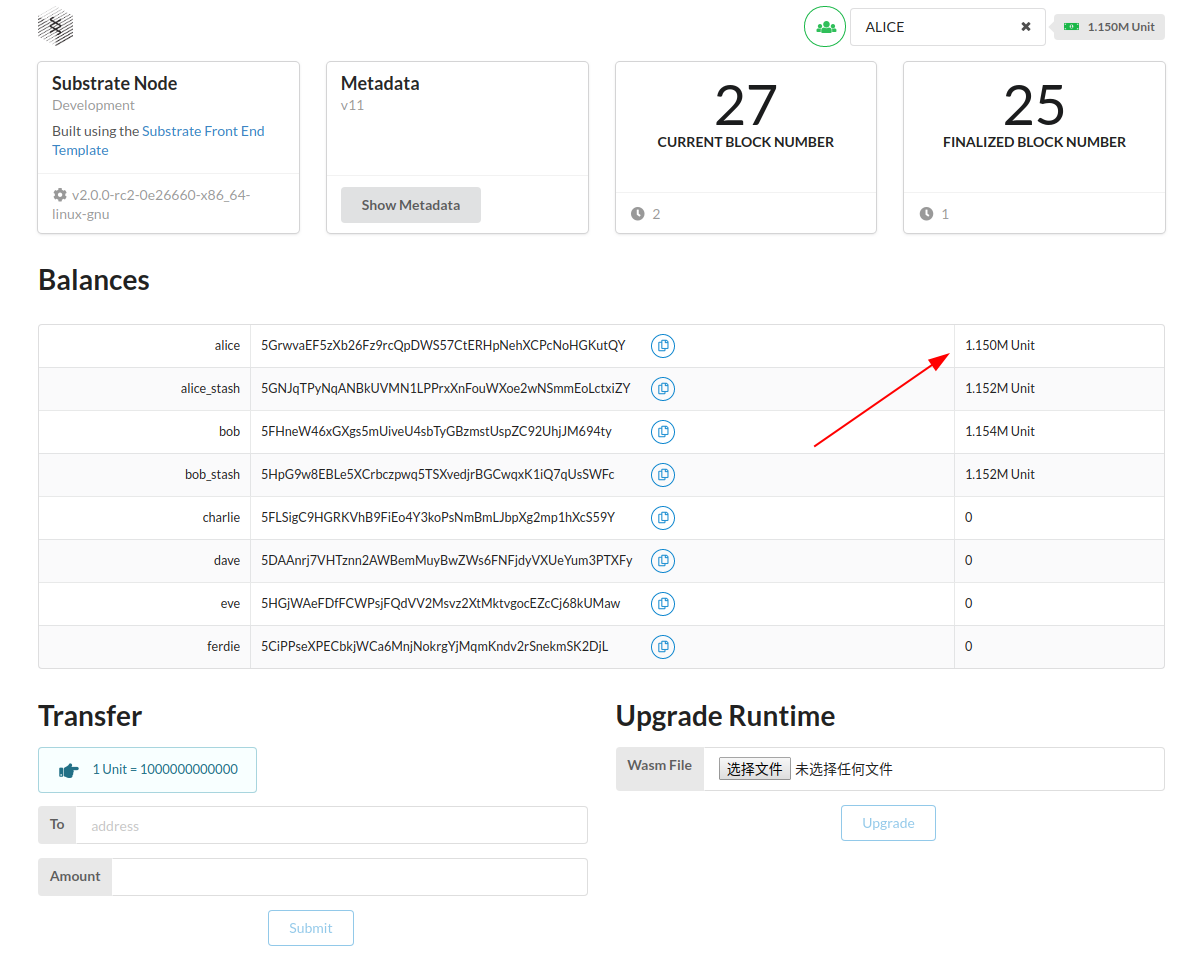 ALICE
1.150M Unit
Substrate Node
Development
Built using the Substrate Front End
Template
v2.0.0-rc2-0e26660-x86_64-
linux-gnu
Metadata
v11
Show Metadata
27
CURRENT BLOCK NUMBER
2
25
FINALIZED BLOCK NUMBER
1
Balances
alice 5GrwvaEF5zXb26Fz9rcQpDWS57CtERHpNehXCPcNoHGKutQY 1.150M Unit
alice_stash 5GNJqTPyNqANBkUVMN1LPPrxXnFouWXoe2wNSmmEoLctxiZY 1.152M Unit
bob 5FHneW46xGXgs5mUiveU4sbTyGBzmstUspZC92UhjJM694ty 1.154M Unit
bob_stash 5HpG9w8EBLe5XCrbczpwq5TSXvedjrBGCwqxK1iQ7qUsSWFc 1.152M Unit
charlie 5FLSigC9HGRKVhB9FiEo4Y3koPsNmBmLJbpXg2mp1hXcS59Y 0
dave 5DAAnrj7VHTznn2AWBemMuyBwZWs6FNFjdyVXUeYum3PTXFy 0
eve 5HGjWAeFDfFCWPsjFQdVV2Msvz2XtMktvgocEZcCj68kUMaw 0
ferdie 5CiPPseXPECbkjWCa6MnjNokrgYjMqmKndv2rSnekmSK2DjL 0
Transfer
1 Unit = 1000000000000
To address
Amount
Submit
Upgrade Runtime
Wasm File 选择文件 未选择任何文件
Upgrade